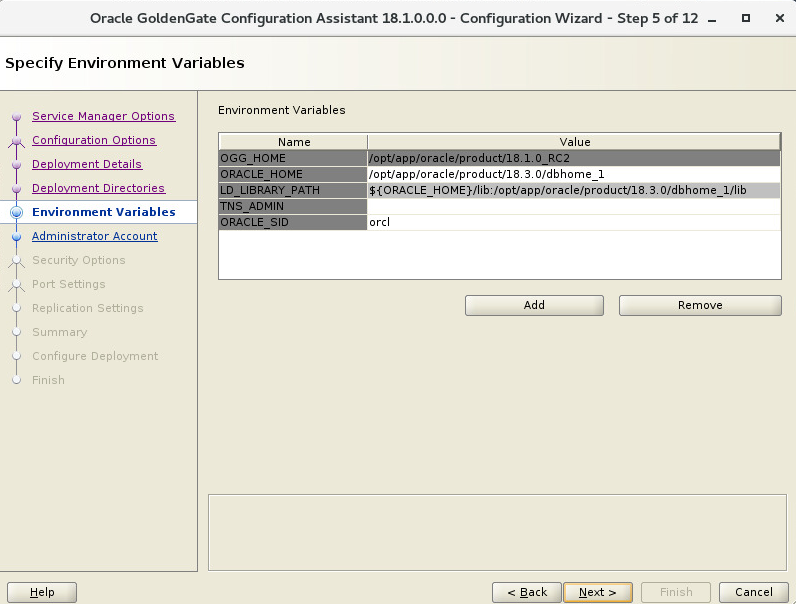 Oracle GoldenGate Configuration Assistant 18.1.0.0.0 - Configuration Wizard - Step 5 of 12
Specify Environment Variables
Service Manager Options
Configuration Options
Deployment Details
Deployment Directories
Environment Variables
Administrator Account
Security Options
Port Settings
Replication Settings
Summary
Configure Deployment
Finish
Environment Variables
Name Value
OGG_HOME /opt/app/oracle/product/18.1.0_RC2
ORACLE_HOME /opt/app/oracle/product/18.3.0/dbhome_1
LD_LIBRARY_PATH ${ORACLE_HOME}/lib:/opt/app/oracle/product/18.3.0/dbhome_1/lib
TNS_ADMIN
ORACLE_SID orcl
Add Remove
Help < Back Next > Finish Cancel